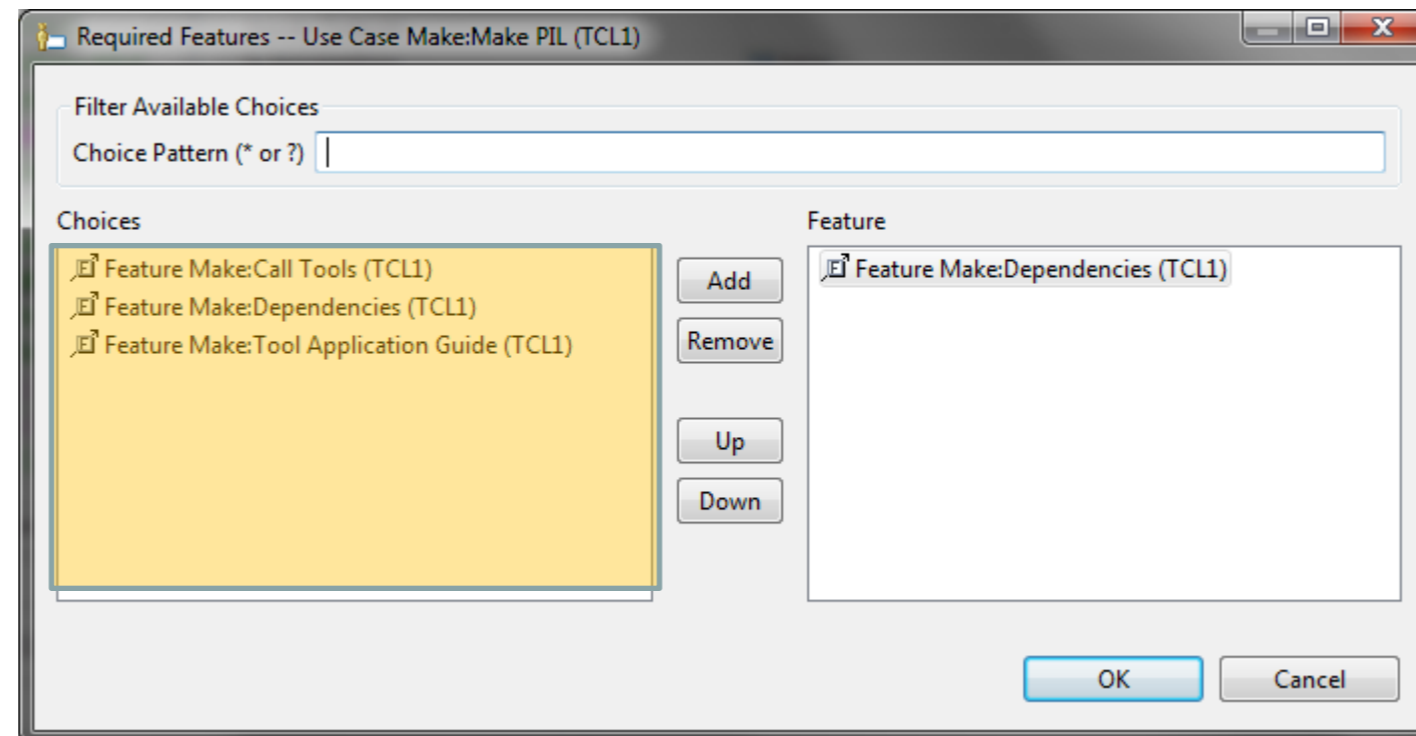 Required Features -- Use Case Make:Make PIL (TCL1)
Filter Available Choices
Choice Pattern (* or ?)
Choices
Feature Make:Call Tools (TCL1)
Feature Make:Dependencies (TCL1)
Feature Make:Tool Application Guide (TCL1)
Add
Remove
Up
Down
Feature
Feature Make:Dependencies (TCL1)
OK
Cancel